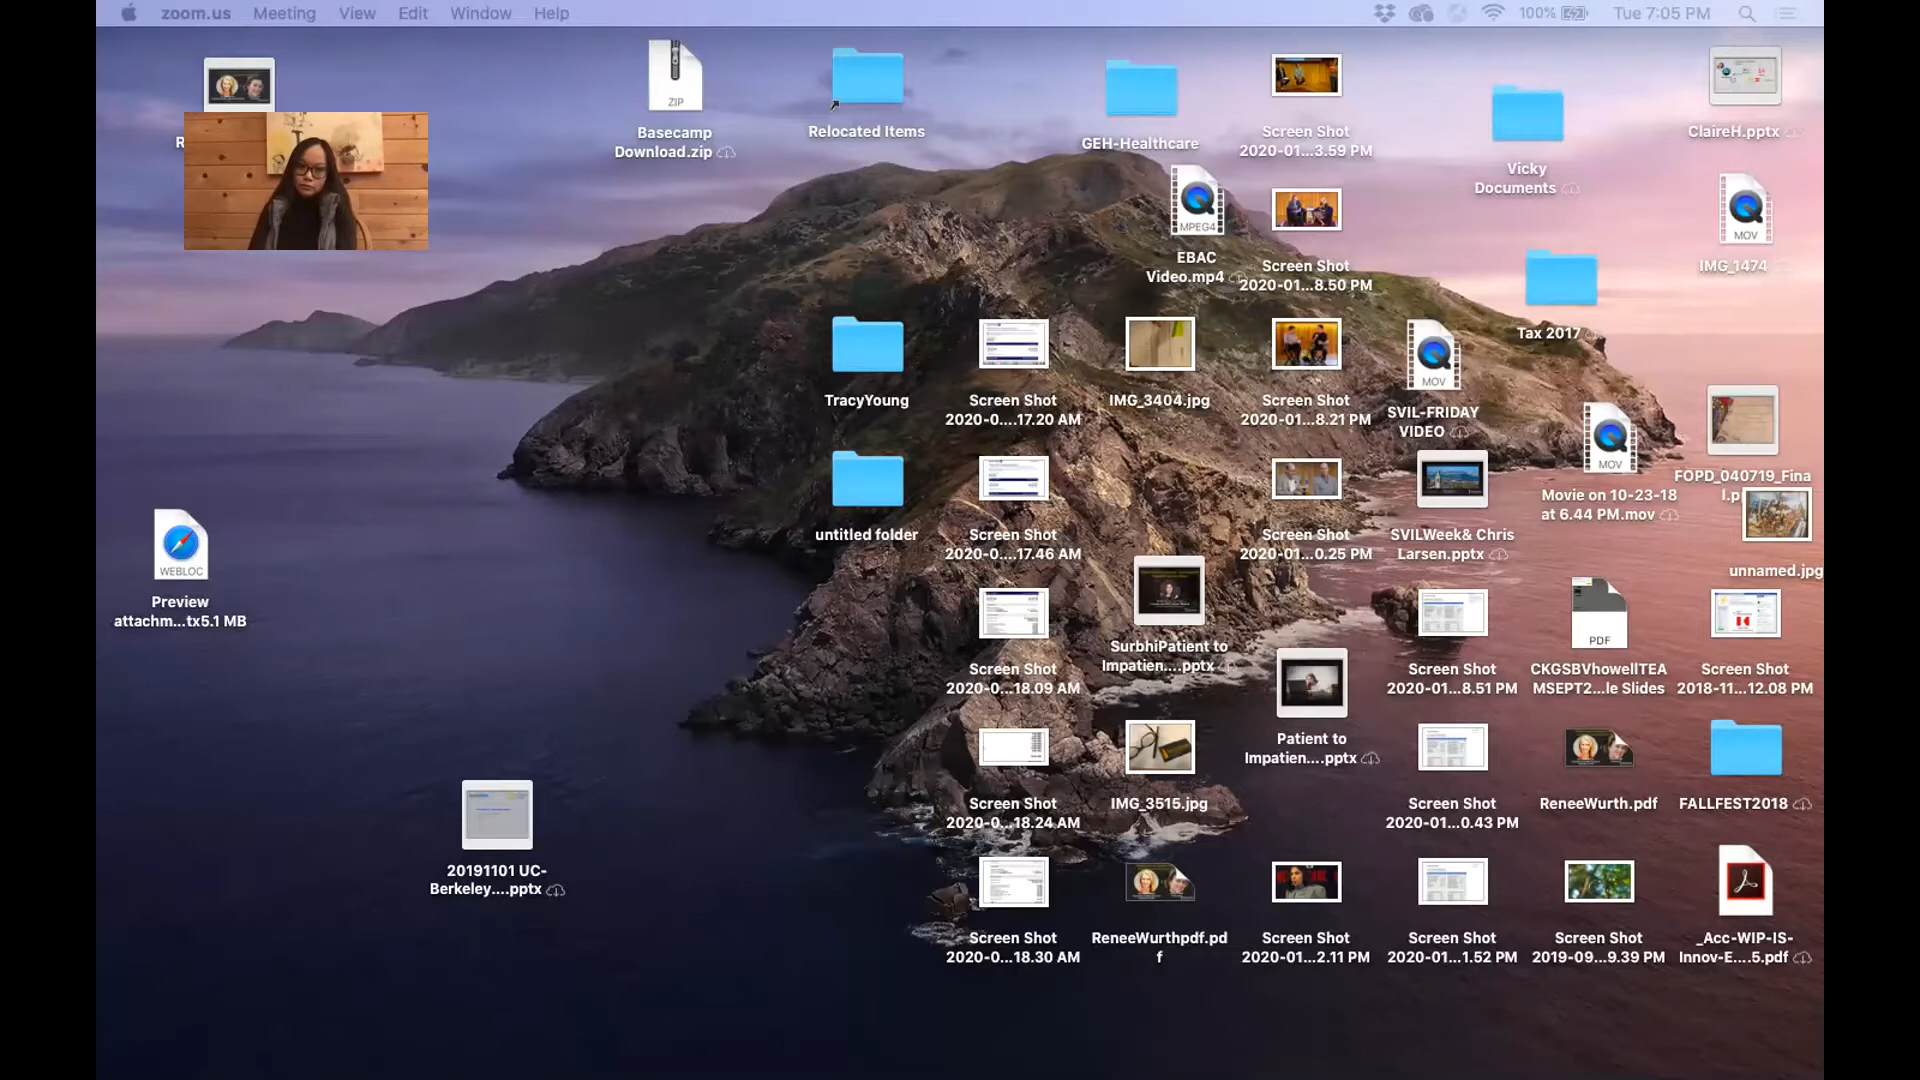 zoom.us Meeting View Edit Window Help
100% Tue 7:05 PM
R
ZIP
Basecamp
Download.zip
Relocated Items
GEH-Healthcare
Screen Shot
2020-01...3.59 PM
Vicky
Documents
ClaireH.pptx
MPEG4
EBAC
Video.mp4
Screen Shot
2020-01...8.50 PM
MOV
IMG_1474
Tax 2017
TracyYoung
Screen Shot
2020-0....17.20 AM
IMG_3404.jpg
Screen Shot
2020-01...8.21 PM
MOV
SVIL-FRIDAY
VIDEO
MOV
Movie on 10-23-18
at 6.44 PM.mov
FOPD_040719_Fina
l.p
unnamed.jpg
untitled folder
Screen Shot
2020-0....17.46 AM
Screen Shot
2020-01...0.25 PM
SVILWeek& Chris
Larsen.pptx
WEBLOC
Preview
attachm...tx5.1 MB
Screen Shot
2020-0...18.09 AM
SurbhiPatient to
Impatien....pptx
Patient to
Impatien....pptx
Screen Shot
2020-01...8.51 PM
PDF
CKGSBVhowellTEA
MSEPT2...le Slides
Screen Shot
2018-11...12.08 PM
20191101 UC-
Berkeley....pptx
Screen Shot
2020-0...18.24 AM
IMG_3515.jpg
Screen Shot
2020-01...0.43 PM
ReneeWurth.pdf
FALLFEST2018
Screen Shot
2020-0...18.30 AM
ReneeWurthpdf.pd
f
Screen Shot
2020-01...2.11 PM
Screen Shot
2020-01...1.52 PM
Screen Shot
2019-09...9.39 PM
_Acc-WIP-IS-
Innov-E....5.pdf